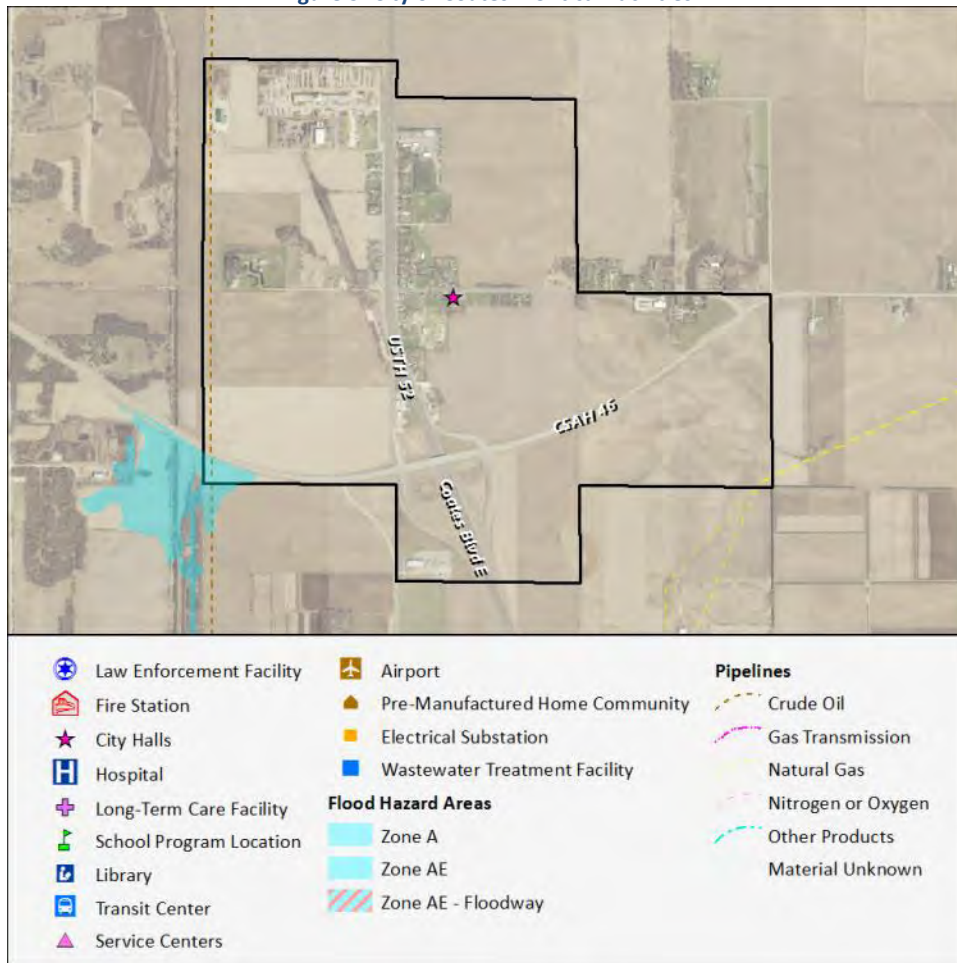 USTH 52
CSAH 46
Coates Blvd E
Law Enforcement Facility
Fire Station
City Halls
Hospital
Long-Term Care Facility
School Program Location
Library
Transit Center
Service Centers
Airport
Pre-Manufactured Home Community
Electrical Substation
Wastewater Treatment Facility
Flood Hazard Areas
Zone A
Zone AE
Zone AE - Floodway
Pipelines
Crude Oil
Gas Transmission
Natural Gas
Nitrogen or Oxygen
Other Products
Material Unknown